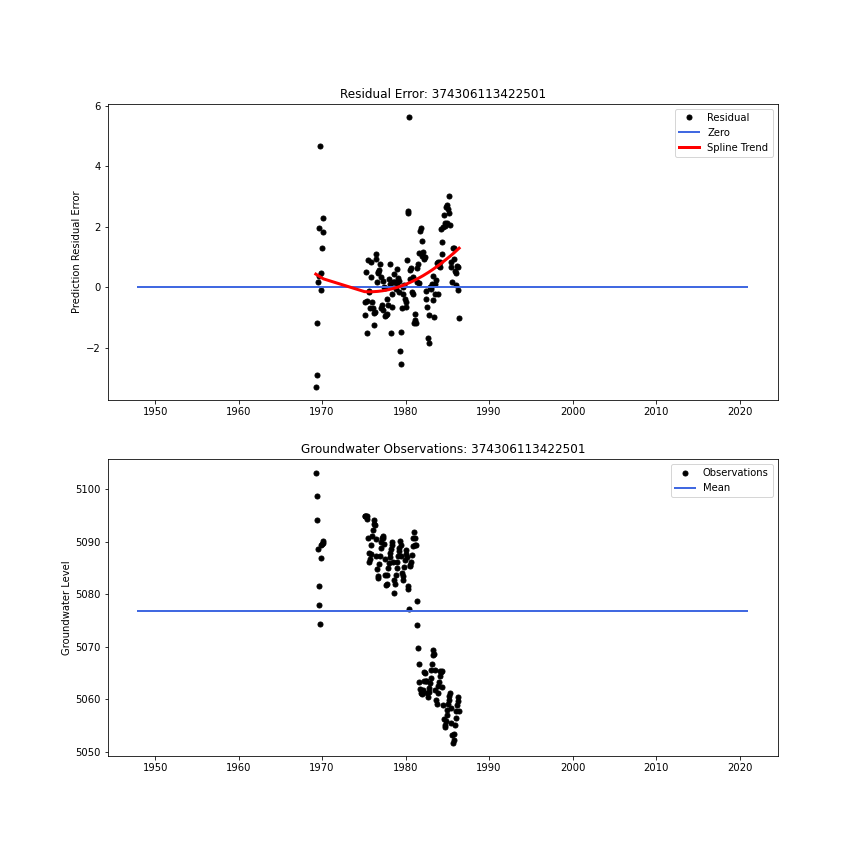 Residual Error: 374306113422501
Prediction Residual Error
6
4
2
0
−2
Residual
Zero
Spline Trend
1950 1960 1970 1980 1990 2000 2010 2020
Groundwater Observations: 374306113422501
Groundwater Level
5100
5090
5080
5070
5060
5050
Observations
Mean
1950 1960 1970 1980 1990 2000 2010 2020